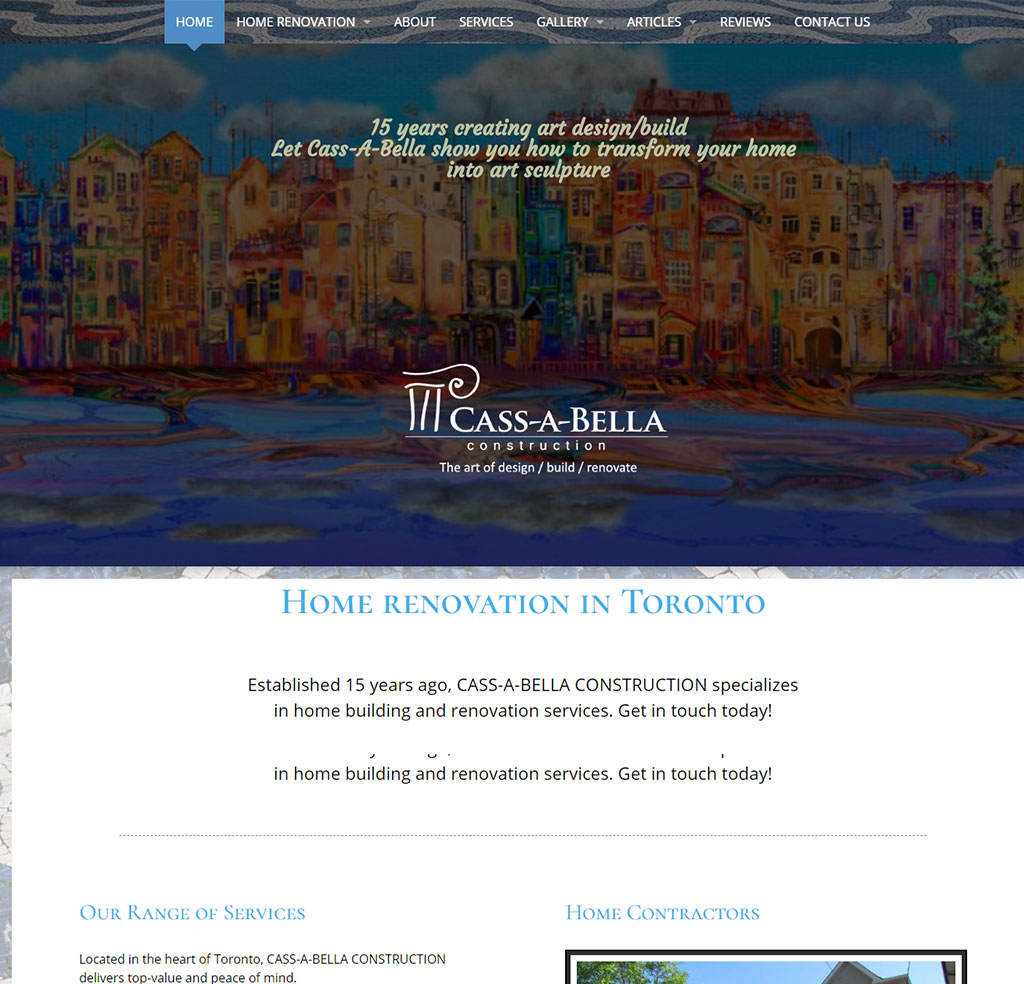 HOME HOME RENOVATION ABOUT SERVICES GALLERY ARTICLES REVIEWS CONTACT US
15 years creating art design/build
Let Cass-A-Bella show you how to transform your home
into art sculpture
CASS-A-BELLA
construction
The art of design / build / renovate
HOME RENOVATION IN TORONTO
Established 15 years ago, CASS-A-BELLA CONSTRUCTION specializes
in home building and renovation services. Get in touch today!
in home building and renovation services. Get in touch today!
OUR RANGE OF SERVICES
HOME CONTRACTORS
Located in the heart of Toronto, CASS-A-BELLA CONSTRUCTION
delivers top-value and peace of mind.